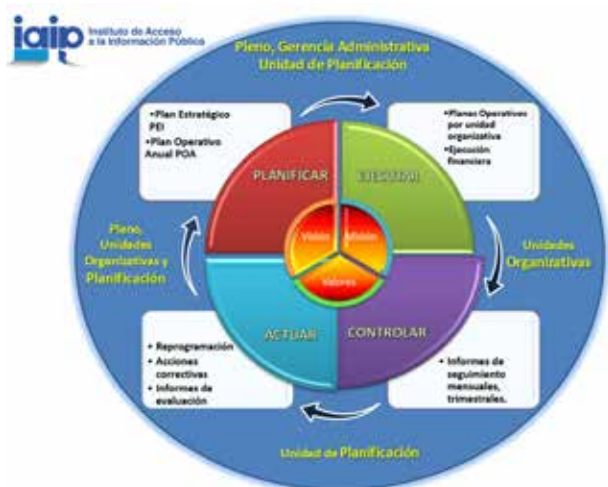 iaip Instituto de Acceso
a la Información Pública
Pleno, Gerencia Administrativa
Unidad de Planificación
•Plan Estratégico
PEI
•Plan Operativo
Anual POA
•Planes Operativos
por unidad
organizativa
•Ejecución
financiera
PLANIFICAR
EJECUTAR
Visión
Misión
Valores
Pleno,
Unidades
Organizativas y
Planificación
Unidades
Organizativas
ACTUAR
CONTROLAR
• Reprogramación
• Acciones
correctivas
• Informes de
evaluación
• Informes de
seguimiento
mensuales,
trimestrales.
Unidad de Planificación